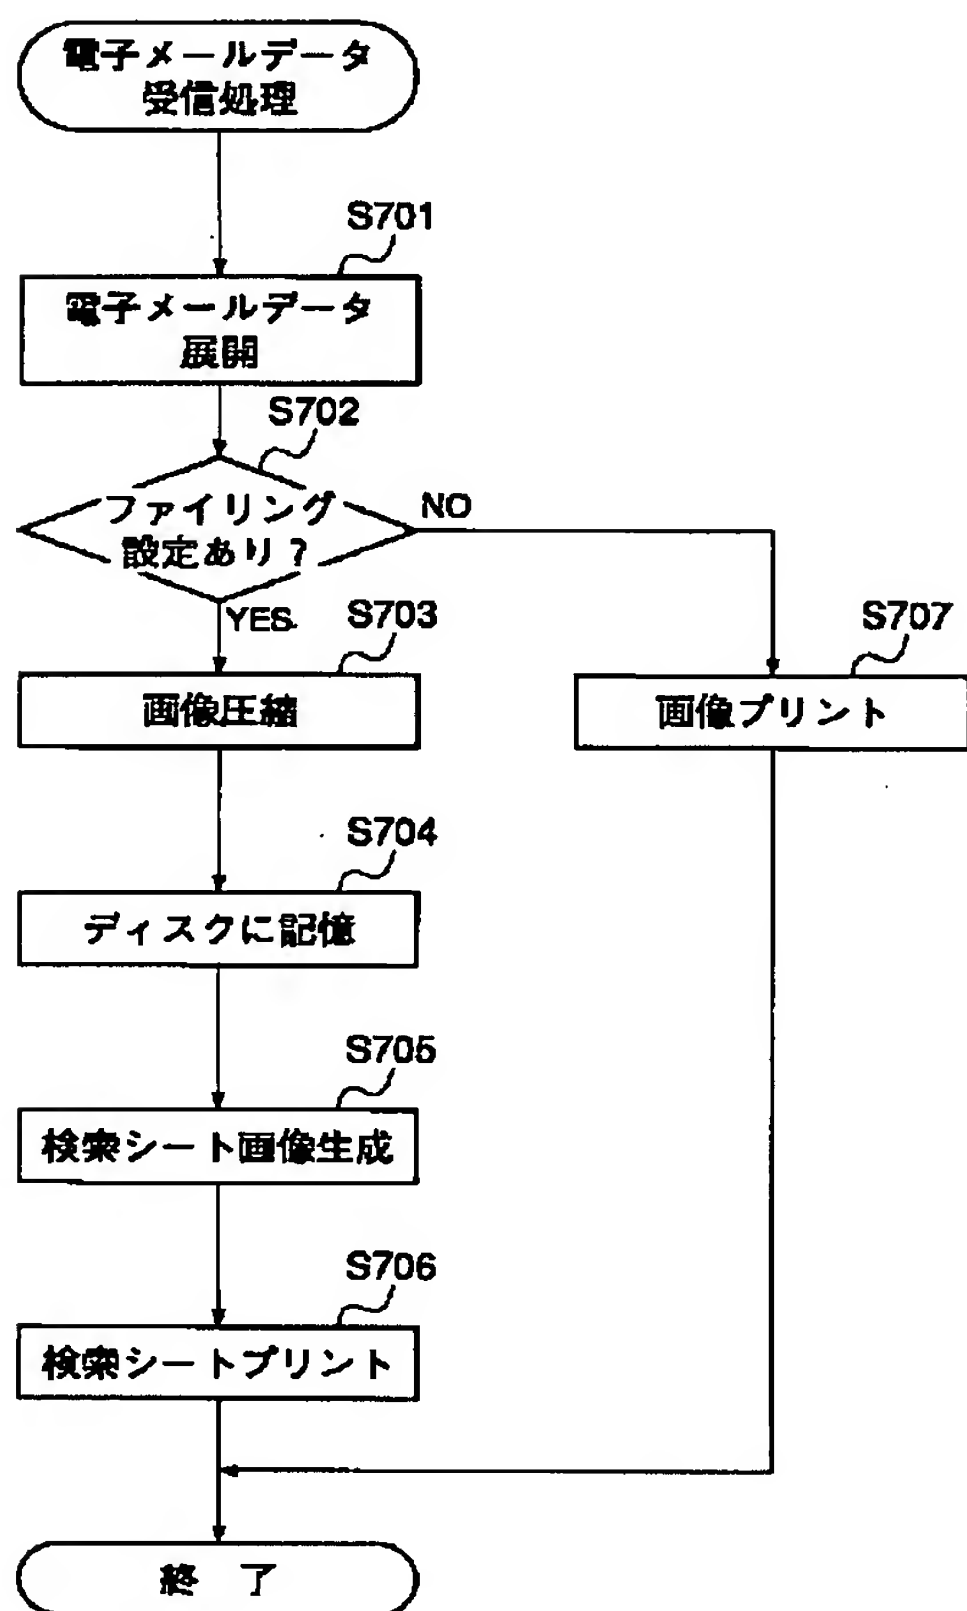 電子メールデータ
受信処理
S701
電子メールデータ
展開
S702
ファイリング
設定あり?
NO
YES
S703
画像圧縮
S707
画像プリント
S704
ディスクに記憶
S705
検索シート画像生成
S706
検索シートプリント
終 了